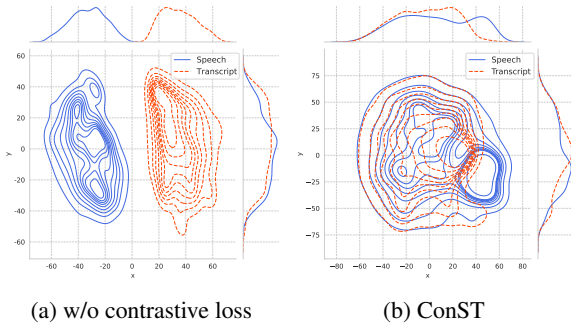 Speech
Transcript
60
40
20
0
−20
−40
−60
y
−60 −40 −20 0 20 40 60
x
(a) w/o contrastive loss
Speech
Transcript
75
50
25
0
−25
−50
−75
y
−80 −60 −40 −20 0 20 40 60 80
x
(b) ConST